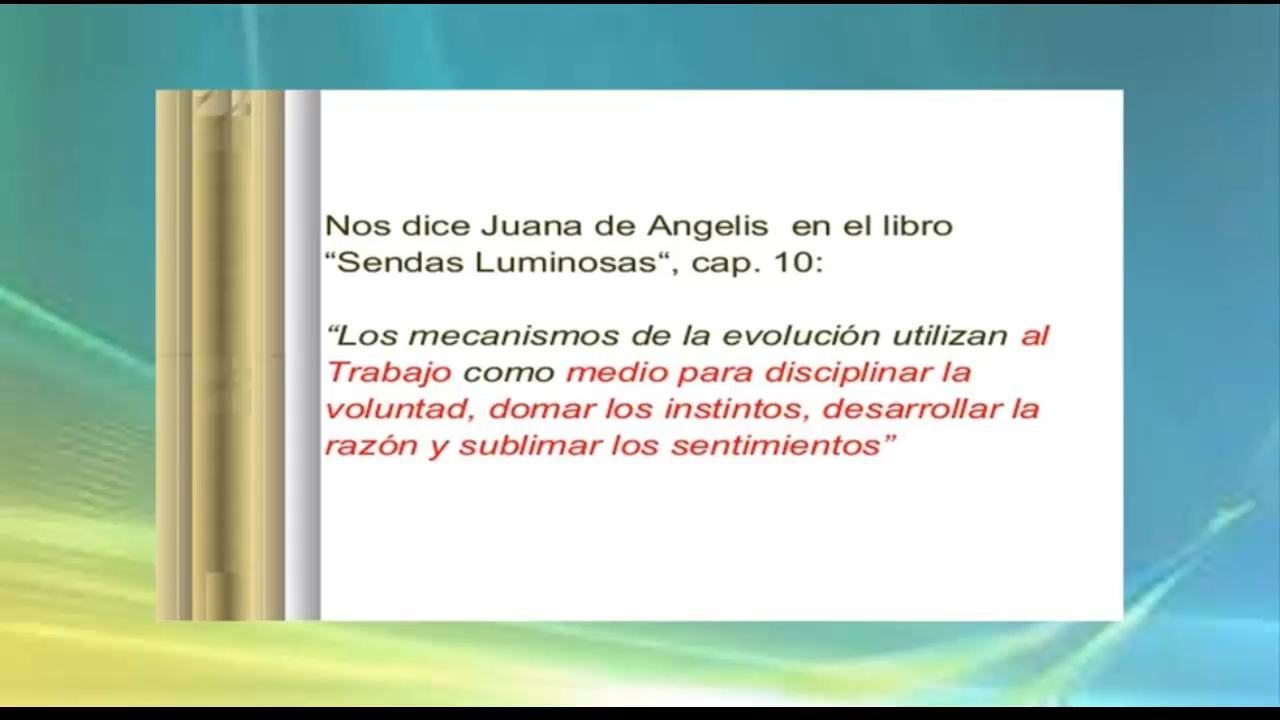 Nos dice Juana de Angelis en el libro
“Sendas Luminosas“, cap. 10:
“Los mecanismos de la evolución utilizan al
Trabajo como medio para disciplinar la
voluntad, domar los instintos, desarrollar la
razón y sublimar los sentimientos”